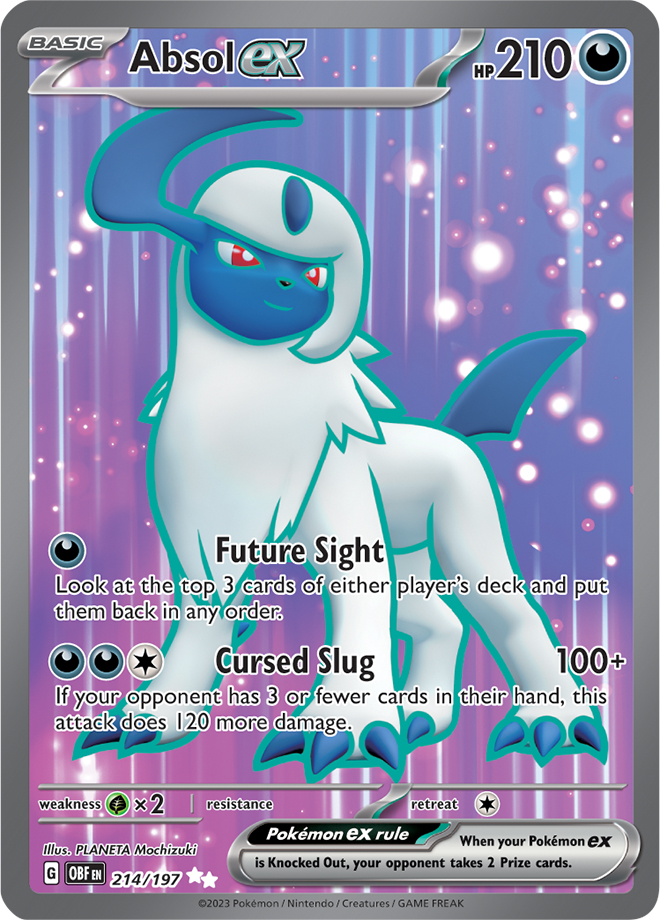 BASIC
Absol ex
HP 210
Future Sight
Look at the top 3 cards of either player's deck and put
them back in any order.
Cursed Slug 100+
If your opponent has 3 or fewer cards in their hand, this
attack does 120 more damage.
weakness ×2 resistance retreat
Pokémon ex rule
When your Pokémon ex
is Knocked Out, your opponent takes 2 Prize cards.
Illus. PLANETA Mochizuki
G OBF EN 214/197
©2023 Pokémon / Nintendo / Creatures / GAME FREAK